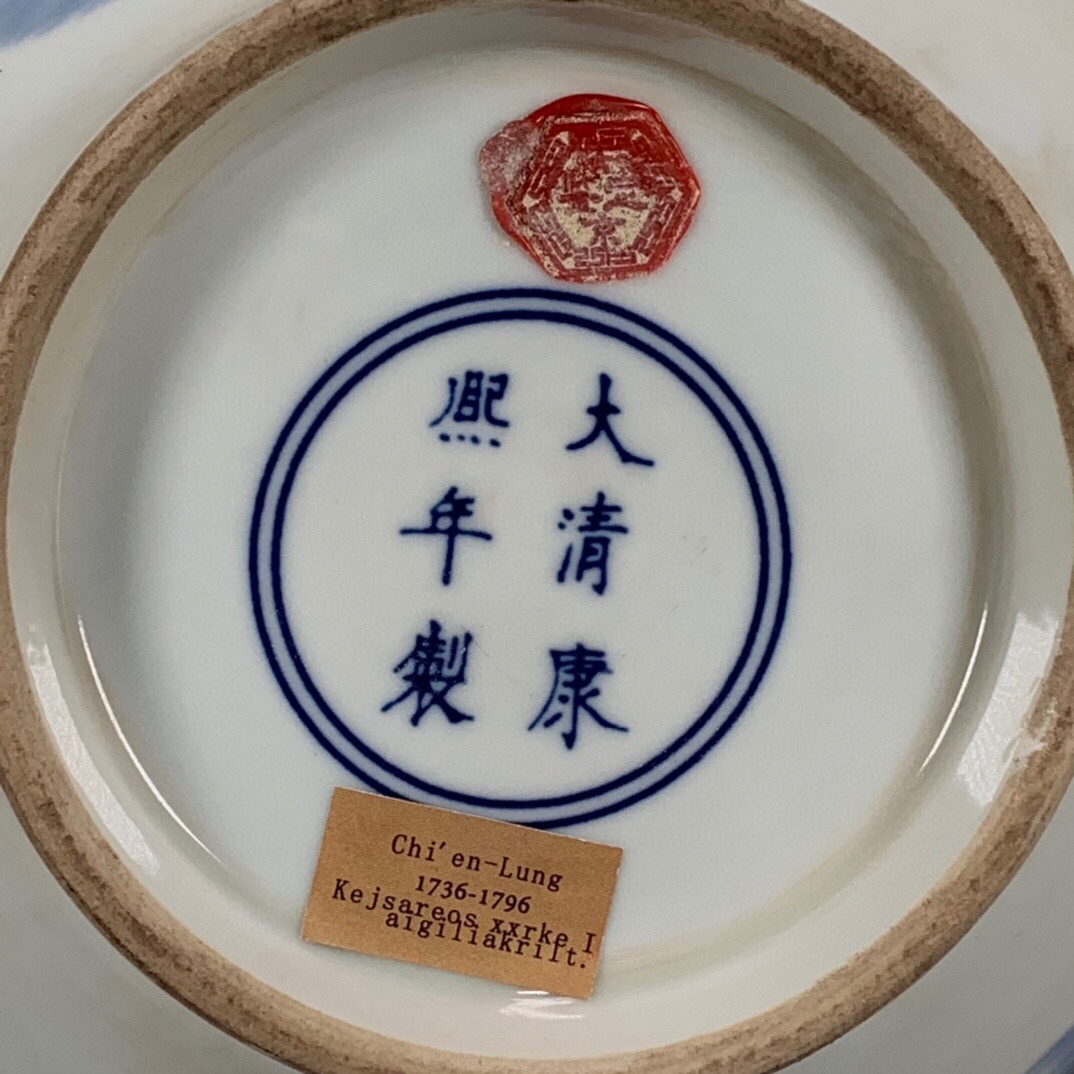 大清康
熙年製
Chi'en-Lung
1736-1796
Kejsareos xxrke I
aigiliakrilt.